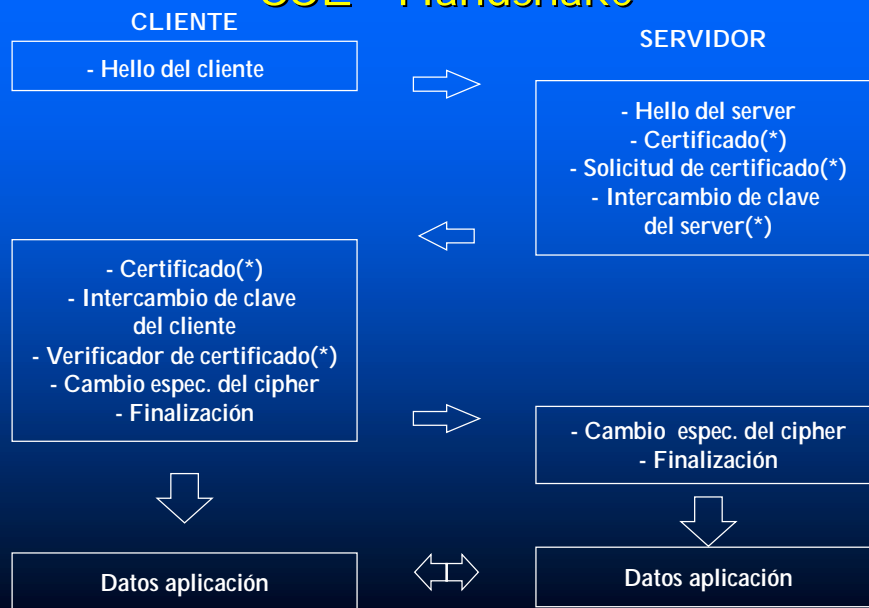 Handshake
CLIENTE
SERVIDOR
- Hello del cliente
- Hello del server
- Certificado(*)
- Solicitud de certificado(*)
- Intercambio de clave
del server(*)
- Certificado(*)
- Intercambio de clave
del cliente
- Verificador de certificado(*)
- Cambio espec. del cipher
- Finalización
- Cambio espec. del cipher
- Finalización
Datos aplicación
Datos aplicación